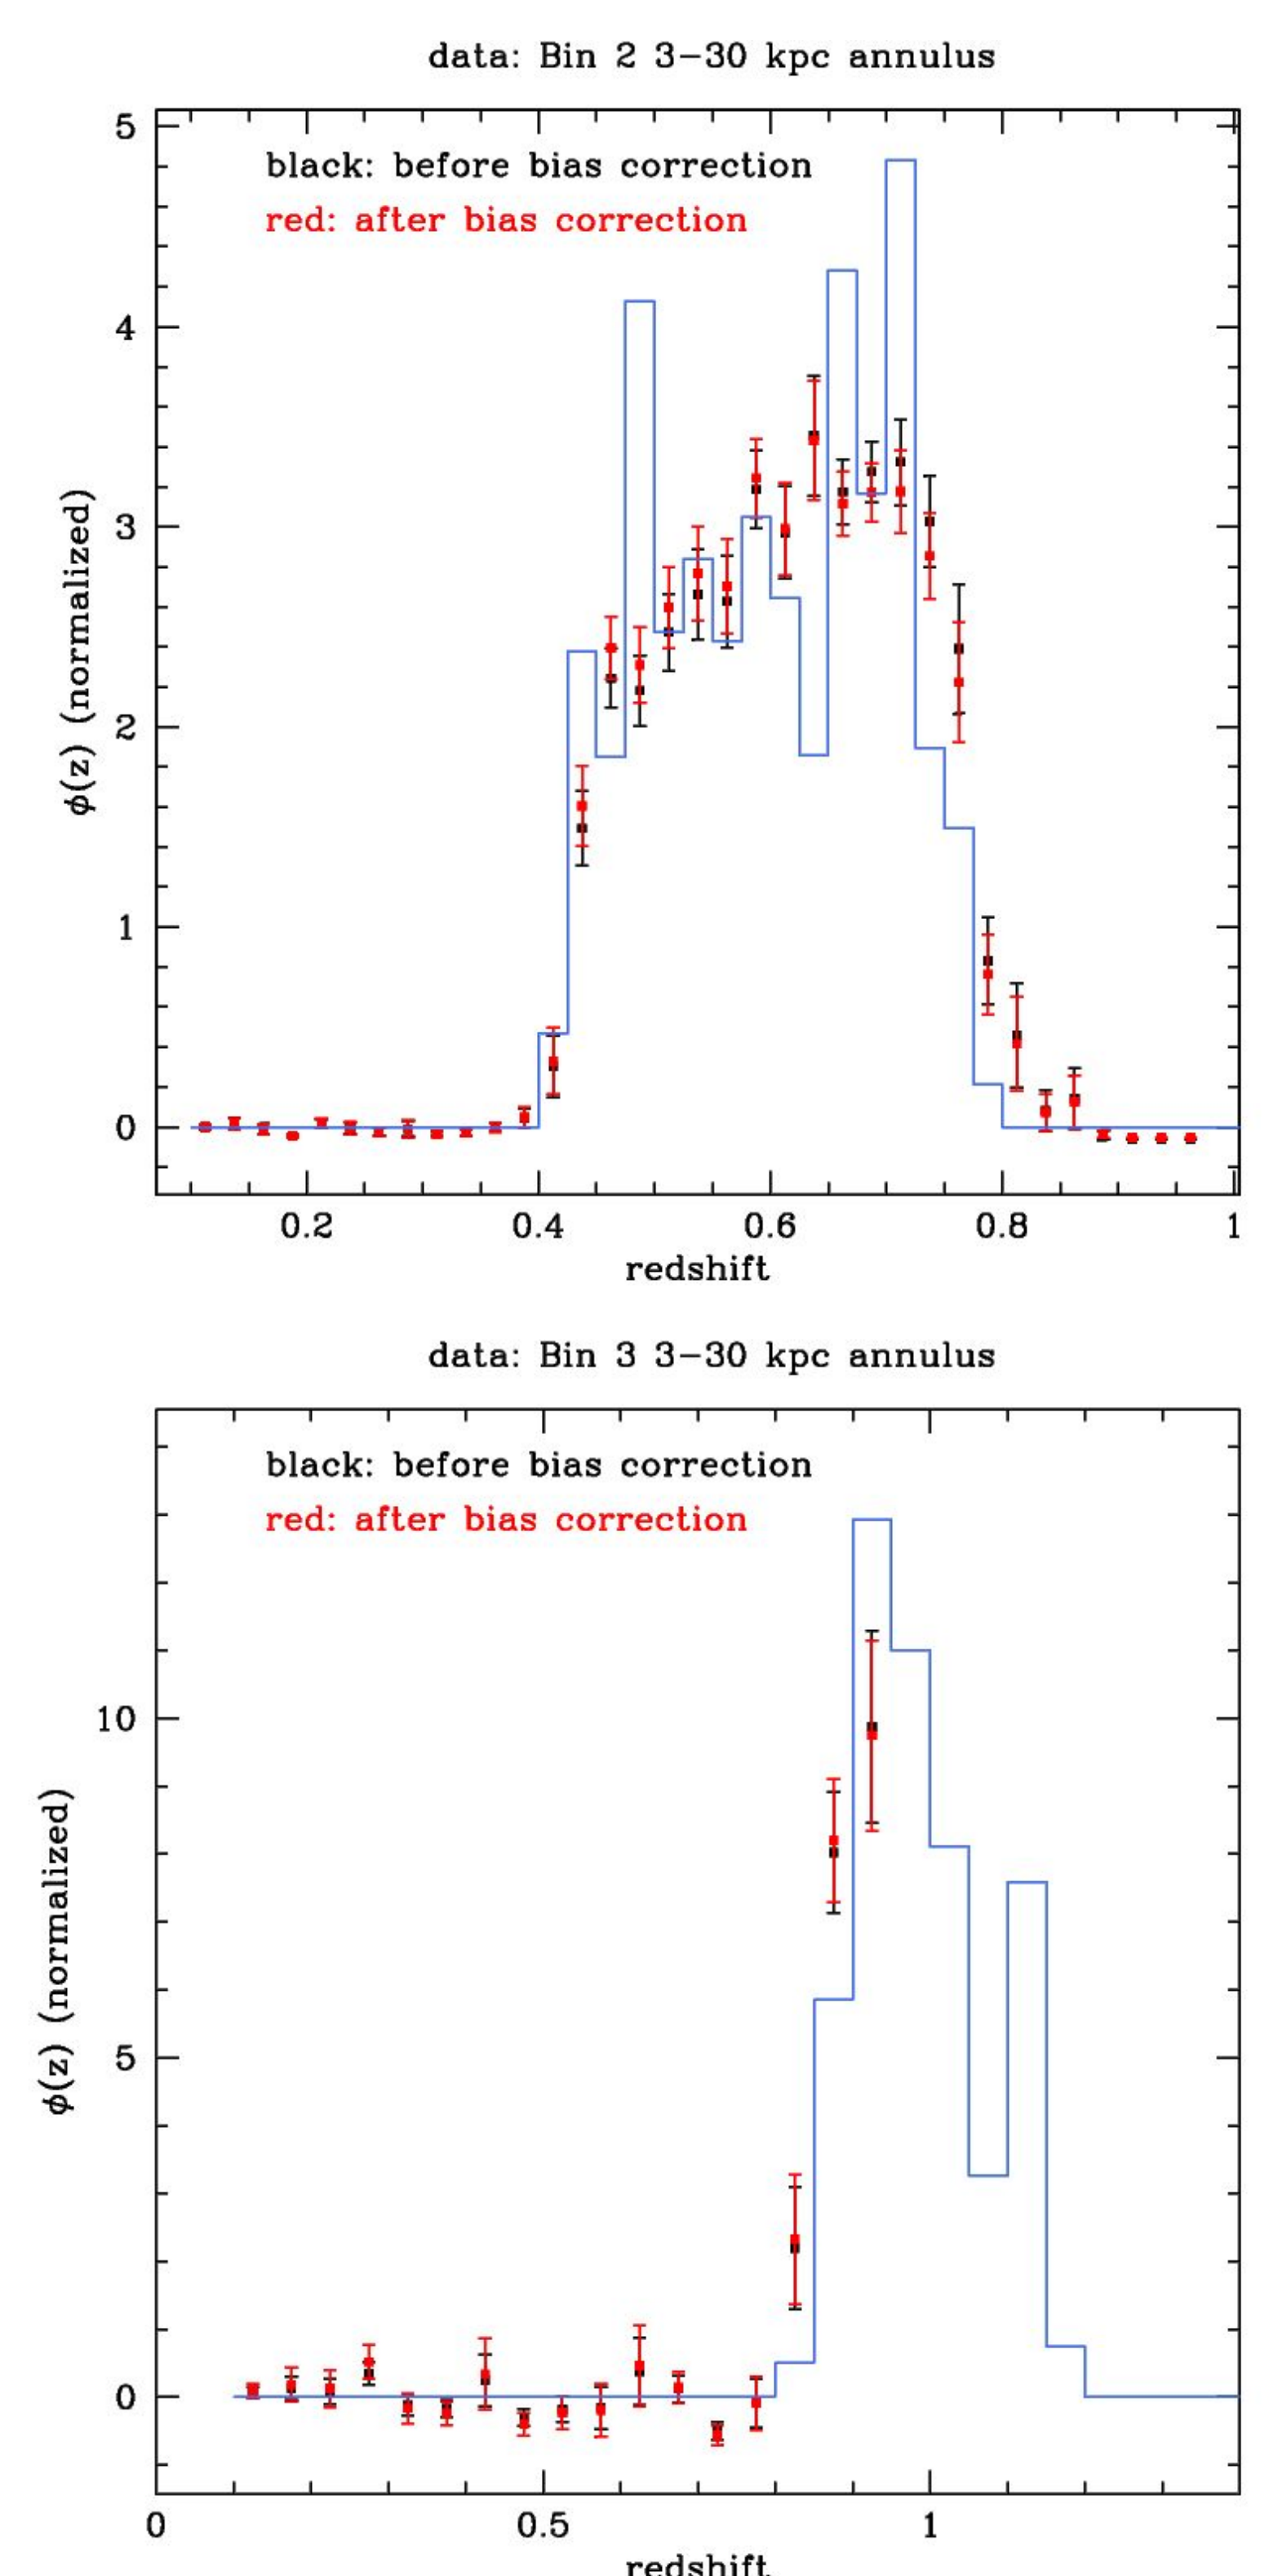 data: Bin 2 3-30 kpc annulus
black: before bias correction
red: after bias correction
5
4
3
2
1
0
ϕ(z) (normalized)
0.2 0.4 0.6 0.8 1
redshift
data: Bin 3 3-30 kpc annulus
black: before bias correction
red: after bias correction
10
5
0
ϕ(z) (normalized)
0 0.5 1
redshift